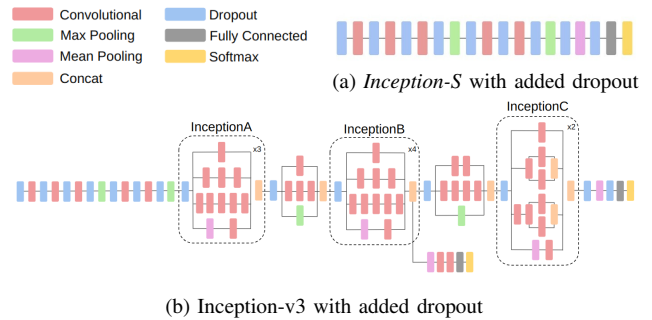 Convolutional
Dropout
Max Pooling
Fully Connected
Mean Pooling
Softmax
Concat
(a) Inception-S with added dropout
InceptionA
x3
InceptionB
x4
InceptionC
x2
(b) Inception-v3 with added dropout